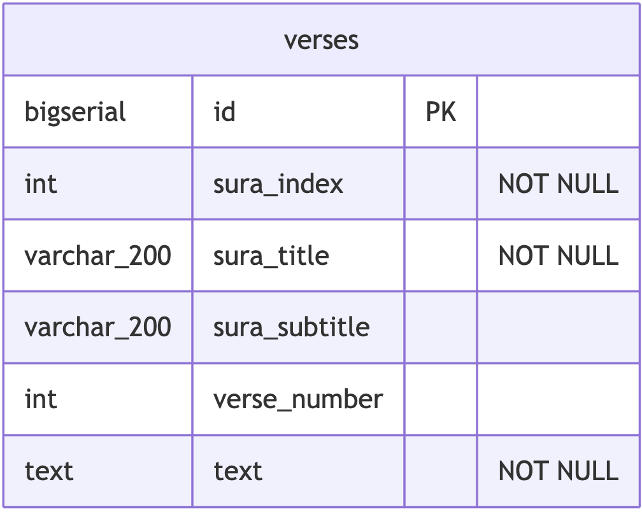 verses
bigserial id PK
int sura_index NOT NULL
varchar_200 sura_title NOT NULL
varchar_200 sura_subtitle
int verse_number
text text NOT NULL